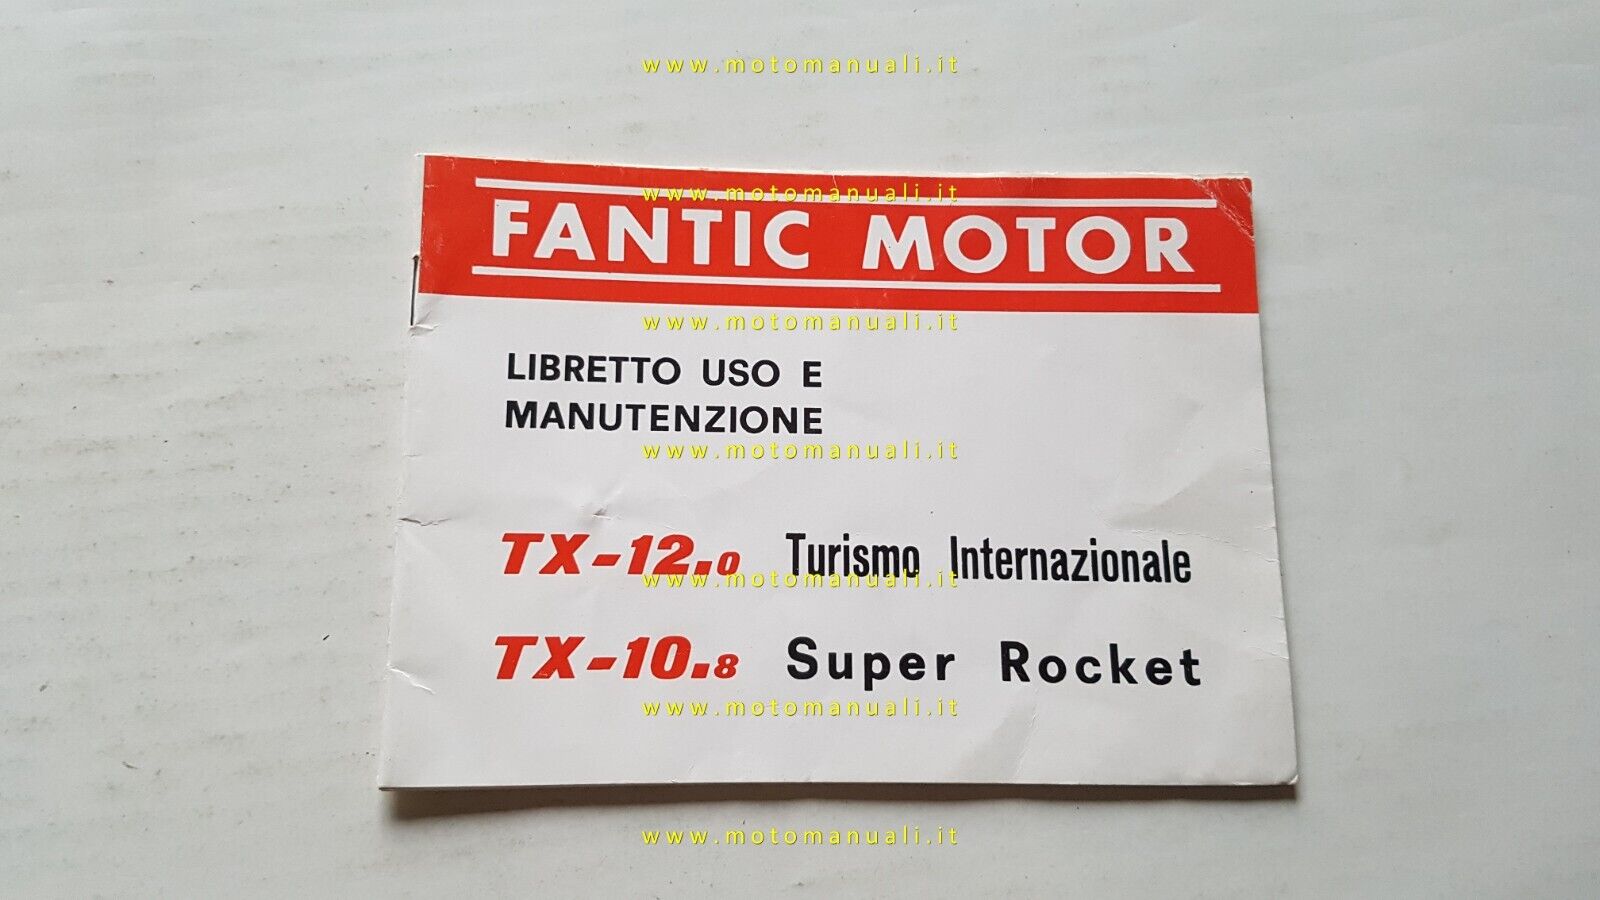 www.motomanuali.it
www.motomanuali.it
FANTIC MOTOR
www.motomanuali.it
LIBRETTO USO E
MANUTENZIONE
www.motomanuali.it
TX-12.0 Turismo Internazionale
www.motomanuali.it
TX-10.8 Super Rocket
www.motomanuali.it
www.motomanuali.it